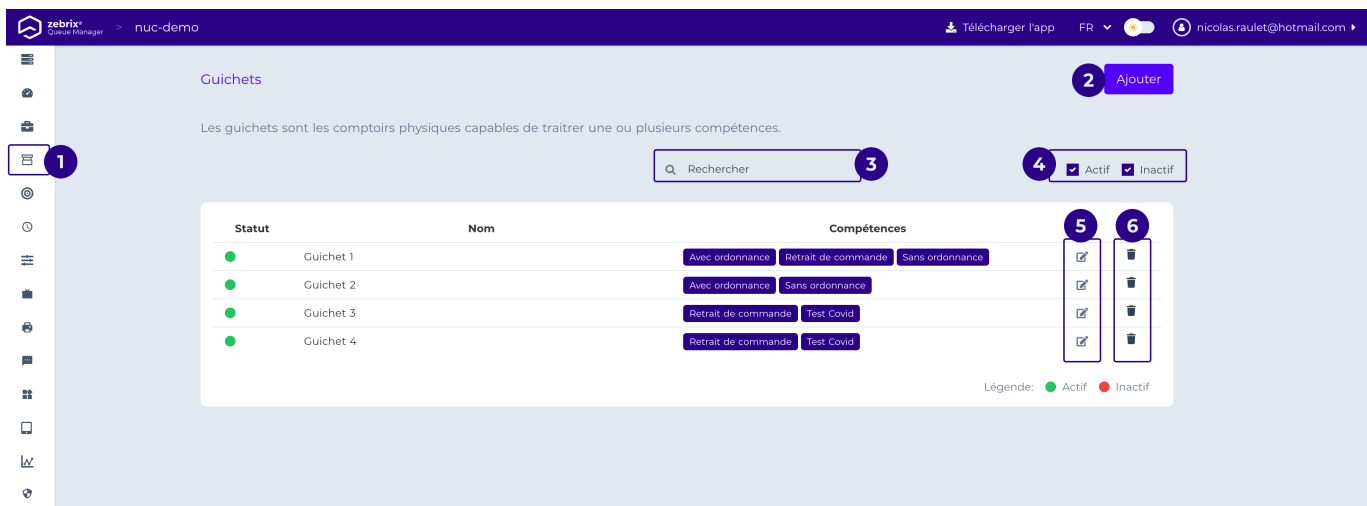 zebrix®
Queue Manager > nuc-demo Télécharger l'app FR nicolas.raulet@hotmail.com
Guichets 2 Ajouter
Les guichets sont les comptoirs physiques capables de traitrer une ou plusieurs compétences.
1 Rechercher 3 4 Actif Inactif
Statut Nom Compétences 5 6
Guichet 1 Avec ordonnance Retrait de commande Sans ordonnance
Guichet 2 Avec ordonnance Sans ordonnance
Guichet 3 Retrait de commande Test Covid
Guichet 4 Retrait de commande Test Covid
Légende: Actif Inactif